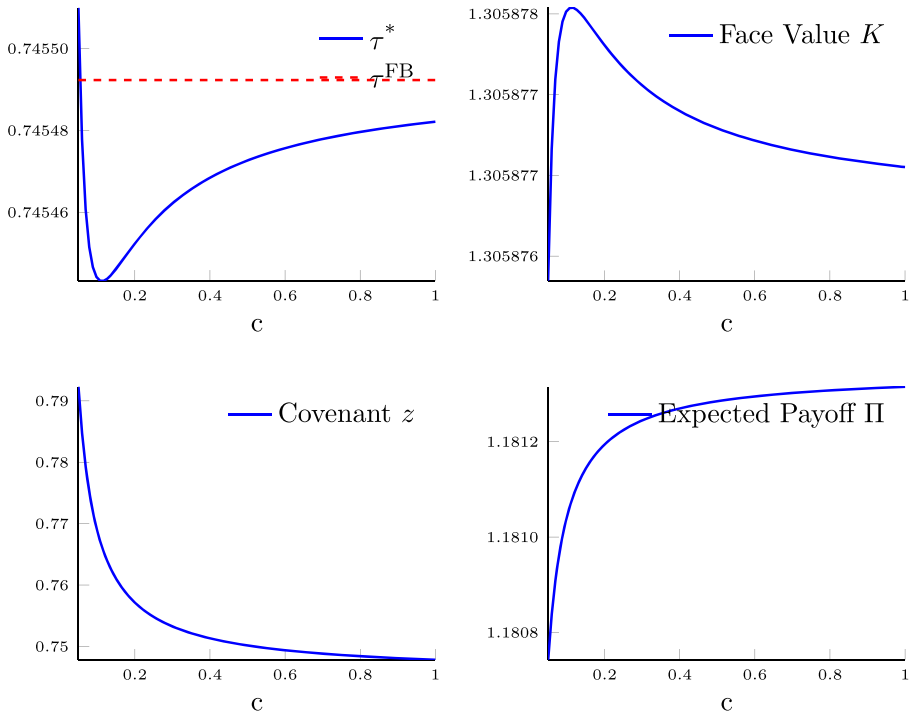 0.74550
0.74548
0.74546
τ*
τ^FB
0.2 0.4 0.6 0.8 1
c
1.305878
1.305877
1.305877
1.305876
Face Value K
0.2 0.4 0.6 0.8 1
c
0.79
0.78
0.77
0.76
0.75
Covenant z
0.2 0.4 0.6 0.8 1
c
1.1812
1.1810
1.1808
Expected Payoff Π
0.2 0.4 0.6 0.8 1
c